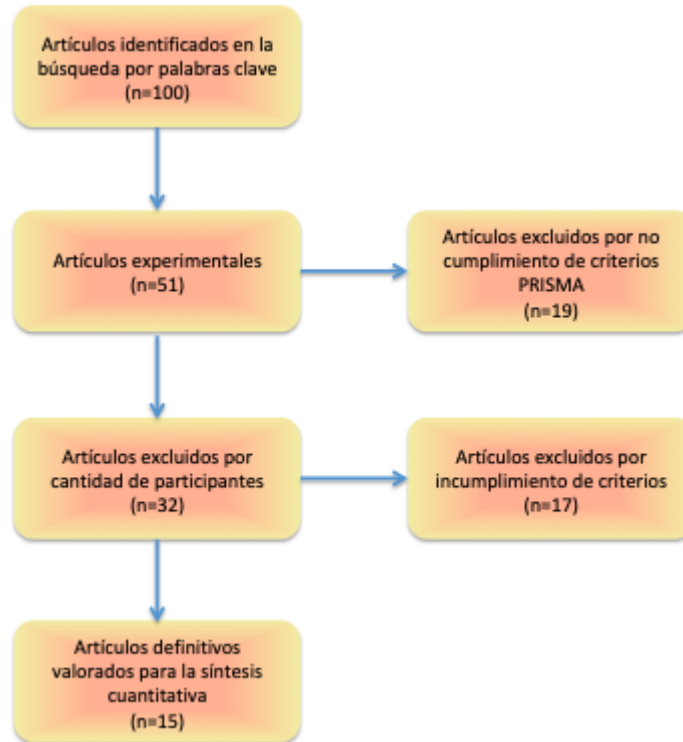 Artículos identificados en la
búsqueda por palabras clave
(n=100)
Artículos experimentales
(n=51)
Artículos excluidos por no
cumplimiento de criterios
PRISMA
(n=19)
Artículos excluidos por
cantidad de participantes
(n=32)
Artículos excluidos por
incumplimiento de criterios
(n=17)
Artículos definitivos
valorados para la síntesis
cuantitativa
(n=15)